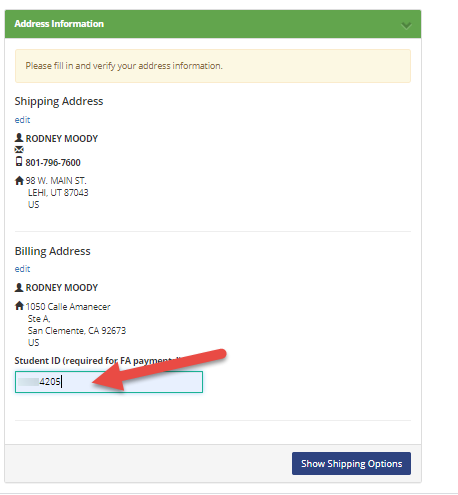 Address Information
Please fill in and verify your address information.
Shipping Address
edit
RODNEY MOODY
801-796-7600
98 W. MAIN ST.
LEHI, UT 87043
US
Billing Address
edit
RODNEY MOODY
1050 Calle Amanecer
Ste A.
San Clemente, CA 92673
US
Student ID (required for FA payment
4205
Show Shipping Options